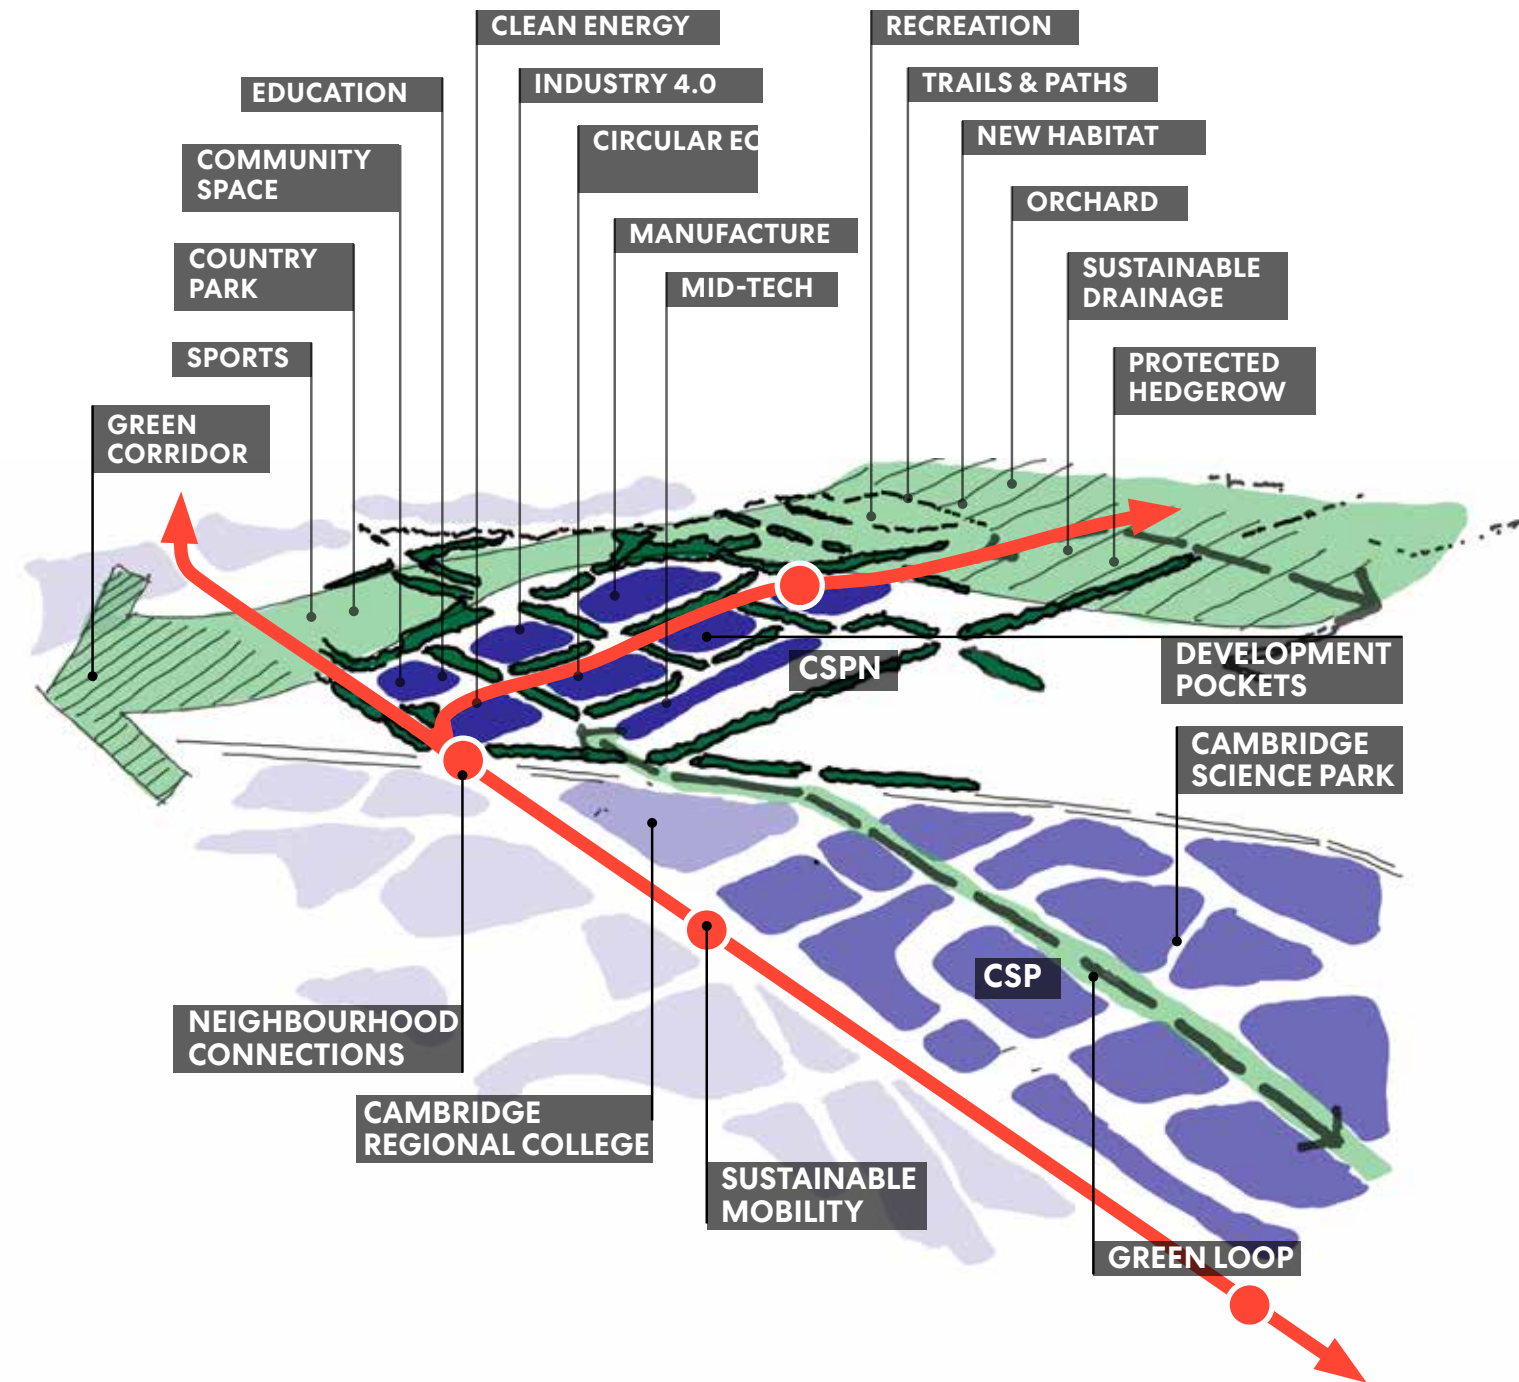 CLEAN ENERGY
RECREATION
EDUCATION
INDUSTRY 4.0
TRAILS & PATHS
CIRCULAR EC
NEW HABITAT
COMMUNITY
SPACE
ORCHARD
MANUFACTURE
COUNTRY
PARK
SUSTAINABLE
DRAINAGE
MID-TECH
SPORTS
PROTECTED
HEDGEROW
GREEN
CORRIDOR
CSPN
DEVELOPMENT
POCKETS
CAMBRIDGE
SCIENCE PARK
CSP
NEIGHBOURHOOD
CONNECTIONS
CAMBRIDGE
REGIONAL COLLEGE
SUSTAINABLE
MOBILITY
GREEN LOOP